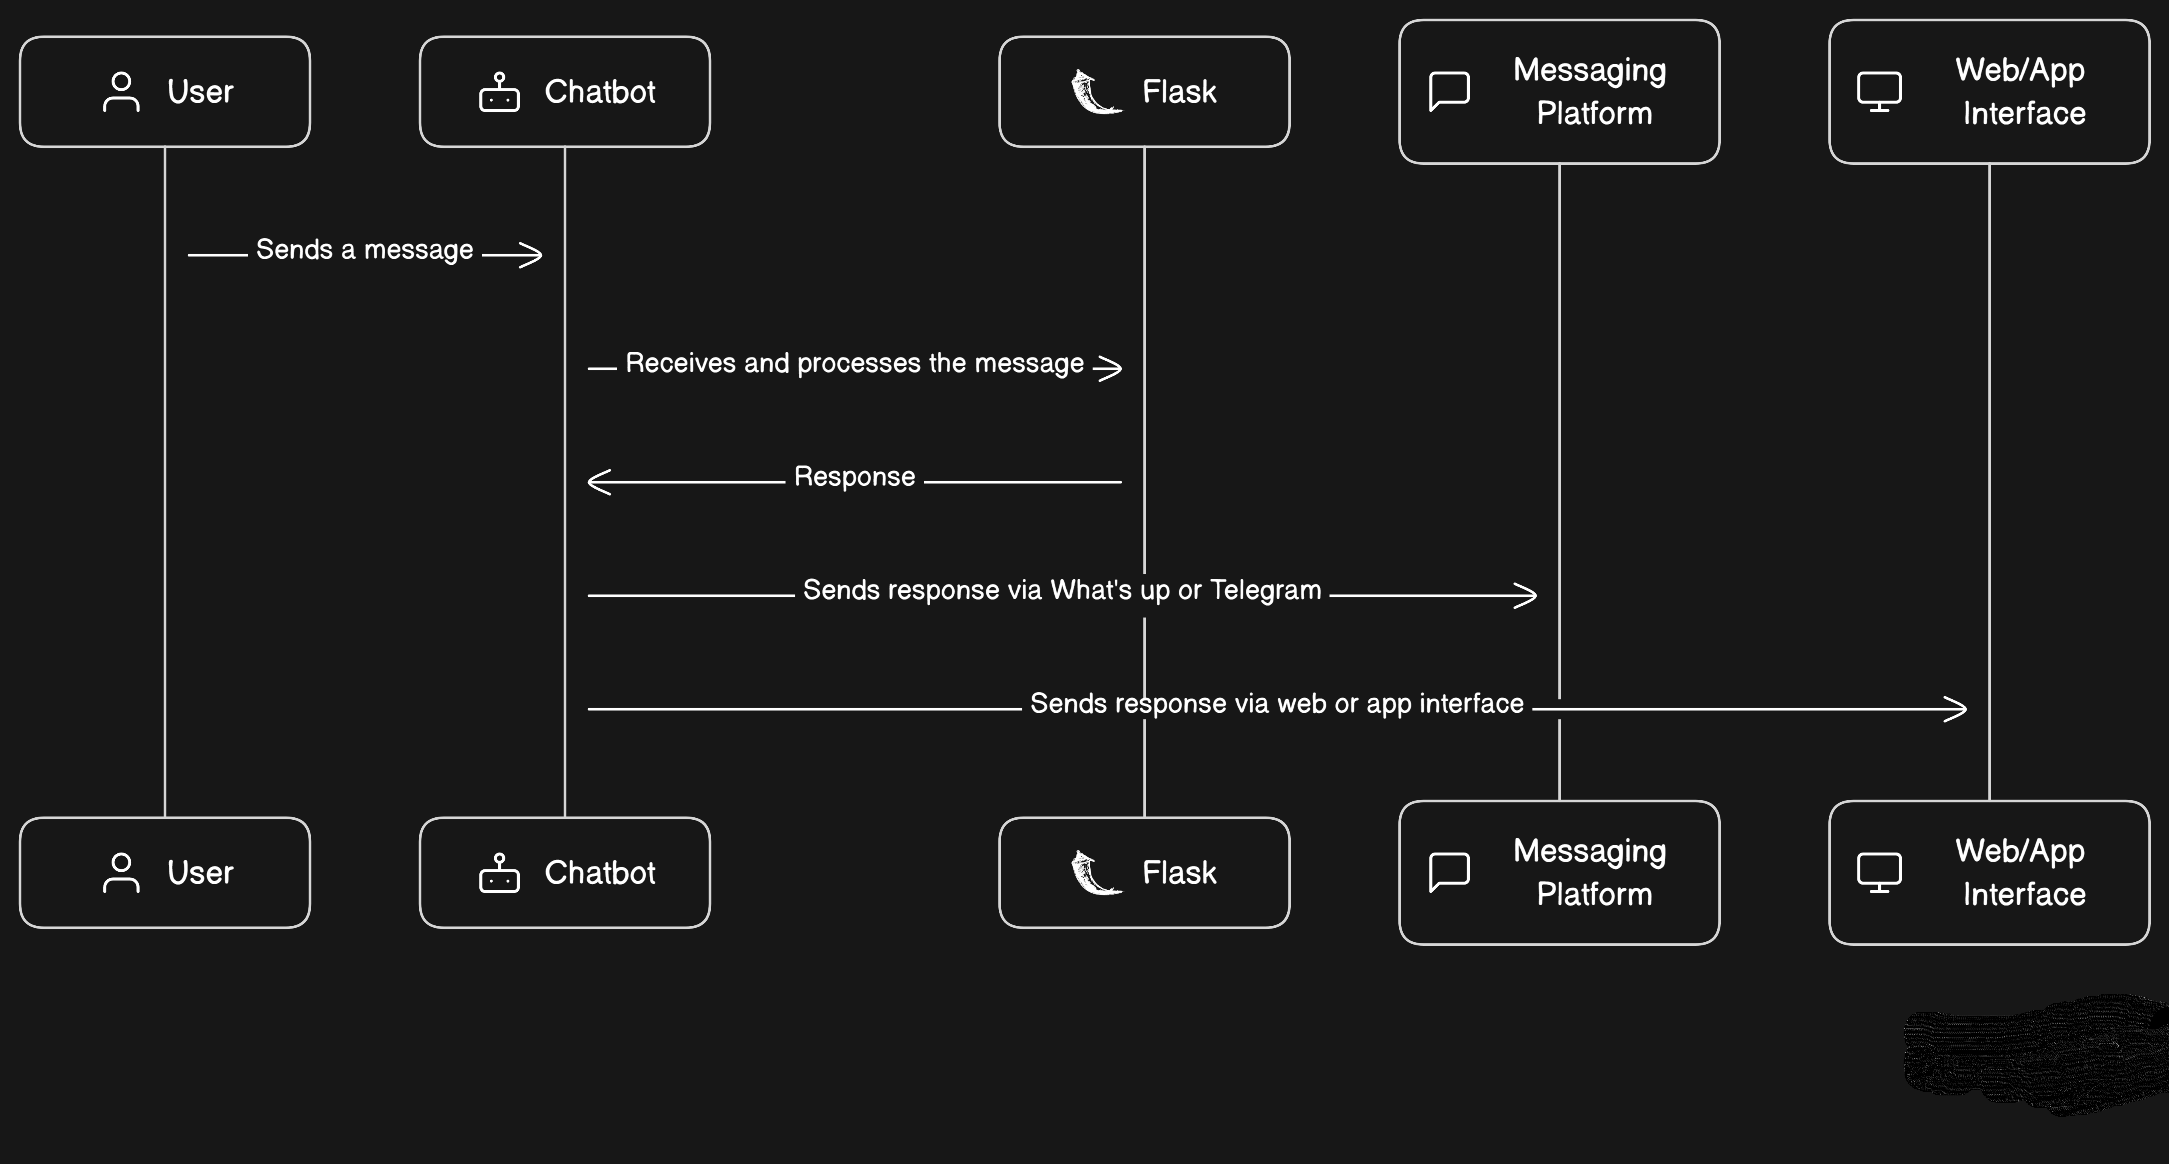 User
Chatbot
Flask
Messaging
Platform
Web/App
Interface
Sends a message
Receives and processes the message
Response
Sends response via What's up or Telegram
Sends response via web or app interface
User
Chatbot
Flask
Messaging
Platform
Web/App
Interface